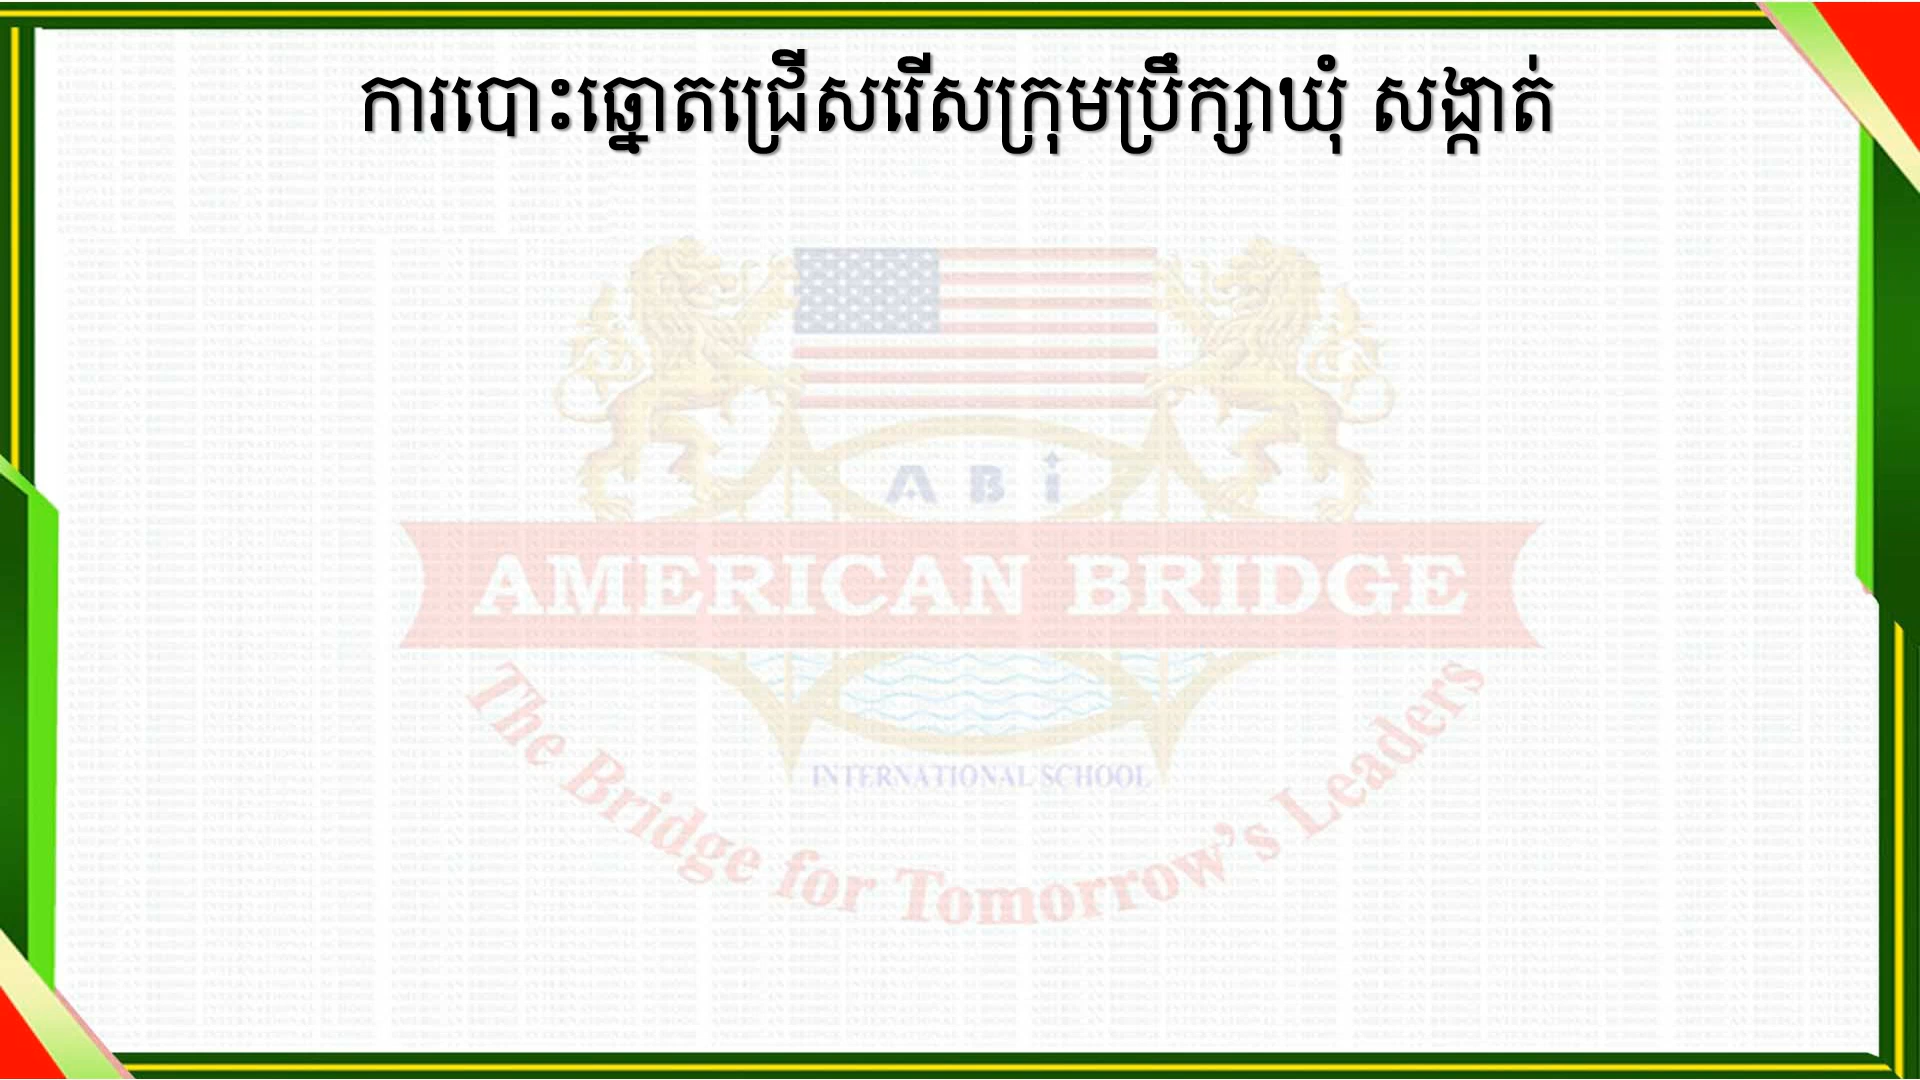 ការបោះឆ្នោតជ្រើសរើសក្រុមប្រឹក្សាឃុំ សង្កាត់
ABi
AMERICAN BRIDGE
INTERNATIONAL SCHOOL
The Bridge for Tomorrow's Leaders